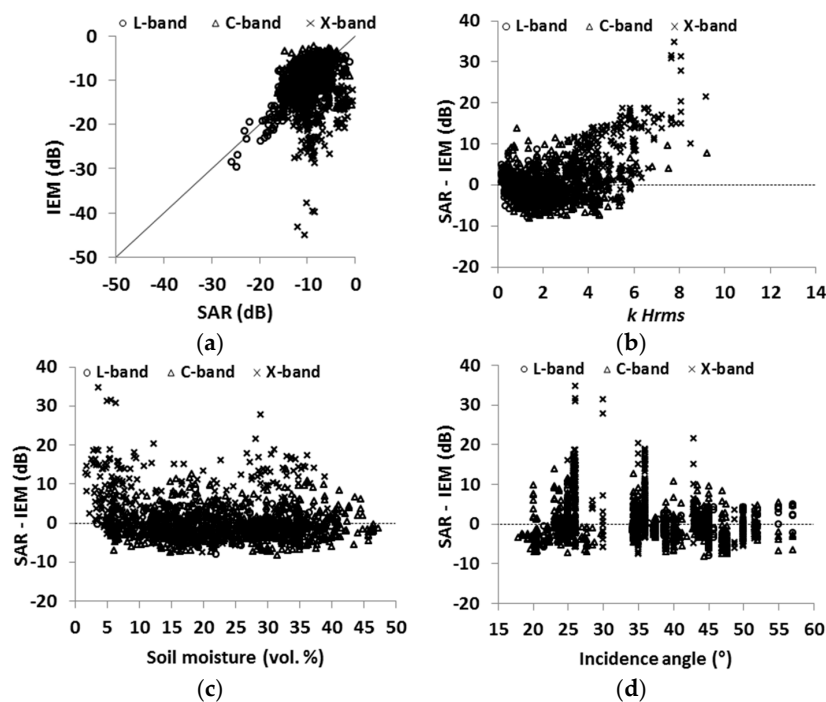 L-band C-band X-band
0
-10
-20
-30
-40
-50
IEM (dB)
-50 -40 -30 -20 -10 0
SAR (dB)
(a)
L-band C-band X-band
40
30
20
10
0
-10
-20
SAR - IEM (dB)
0 2 4 6 8 10 12 14
k Hrms
(b)
L-band C-band X-band
40
30
20
10
0
-10
-20
SAR - IEM (dB)
0 5 10 15 20 25 30 35 40 45 50
Soil moisture (vol. %)
(c)
L-band C-band X-band
40
30
20
10
0
-10
-20
SAR - IEM (dB)
15 20 25 30 35 40 45 50 55 60
Incidence angle (°)
(d)